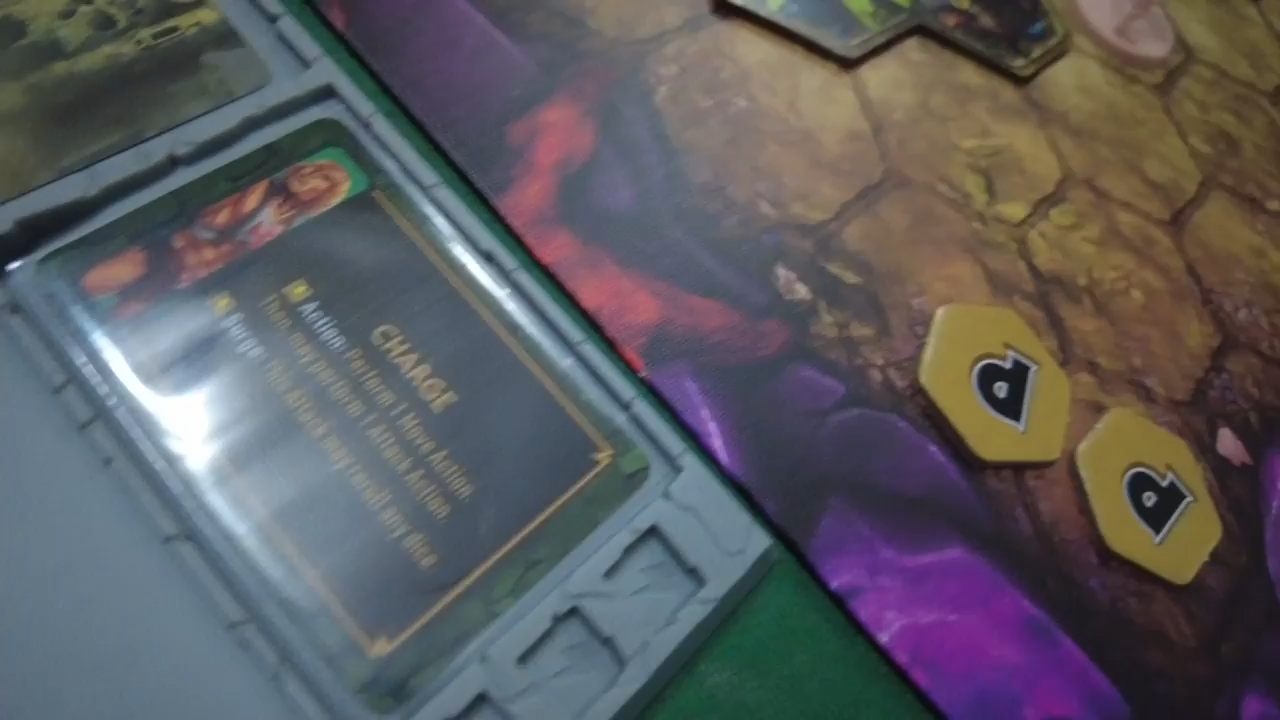 CHARGE
Action: Perform 1 Move Action.
Then, may perform 1 Attack Action.
Purge: This Attack may reroll any dice